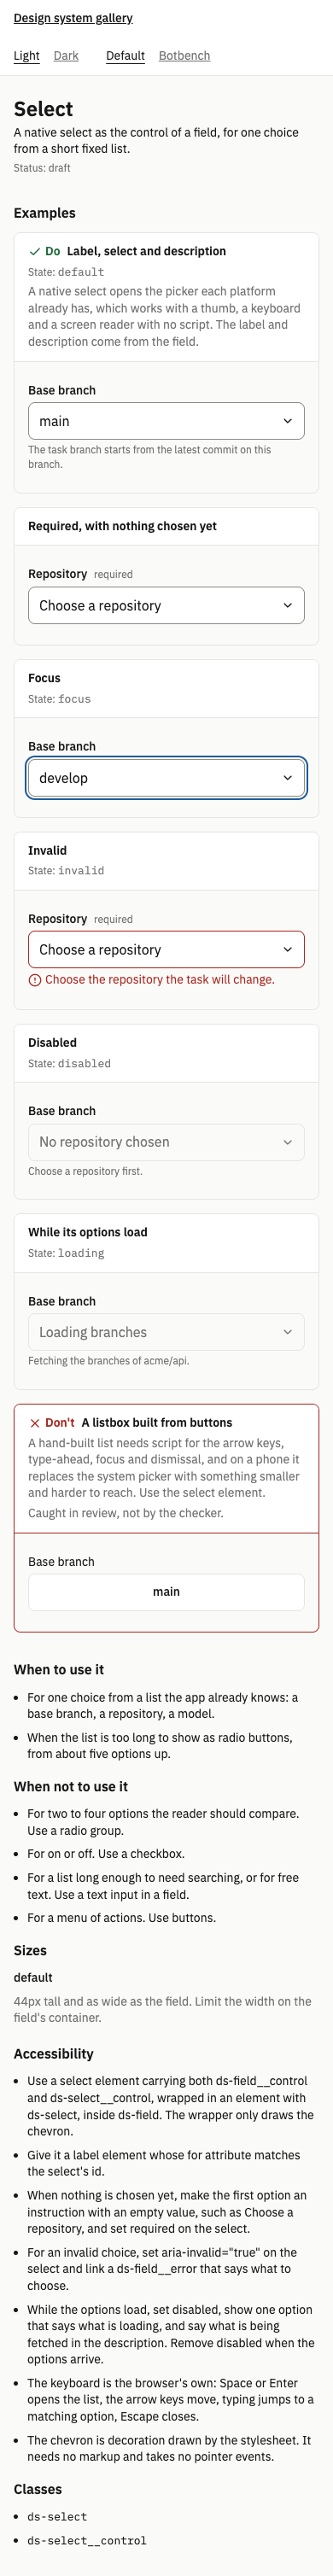 Design system gallery
Light Dark Default Botbench
Select
A native select as the control of a field, for one choice
from a short fixed list.
Status: draft
Examples
Do Label, select and description
State: default
A native select opens the picker each platform
already has, which works with a thumb, a keyboard
and a screen reader with no script. The label and
description come from the field.
Base branch
main
The task branch starts from the latest commit on this
branch.
Required, with nothing chosen yet
Repository required
Choose a repository
Focus
State: focus
Base branch
develop
Invalid
State: invalid
Repository required
Choose a repository
Choose the repository the task will change.
Disabled
State: disabled
Base branch
No repository chosen
Choose a repository first.
While its options load
State: loading
Base branch
Loading branches
Fetching the branches of acme/api.
Don't A listbox built from buttons
A hand-built list needs script for the arrow keys,
type-ahead, focus and dismissal, and on a phone it
replaces the system picker with something smaller
and harder to reach. Use the select element.
Caught in review, not by the checker.
Base branch
main
When to use it
• For one choice from a list the app already knows: a
base branch, a repository, a model.
• When the list is too long to show as radio buttons,
from about five options up.
When not to use it
• For two to four options the reader should compare.
Use a radio group.
• For on or off. Use a checkbox.
• For a list long enough to need searching, or for free
text. Use a text input in a field.
• For a menu of actions. Use buttons.
Sizes
default
44px tall and as wide as the field. Limit the width on the
field's container.
Accessibility
• Use a select element carrying both ds-field__control
and ds-select__control, wrapped in an element with
ds-select, inside ds-field. The wrapper only draws the
chevron.
• Give it a label element whose for attribute matches
the select's id.
• When nothing is chosen yet, make the first option an
instruction with an empty value, such as Choose a
repository, and set required on the select.
• For an invalid choice, set aria-invalid="true" on the
select and link a ds-field__error that says what to
choose.
• While the options load, set disabled, show one option
that says what is loading, and say what is being
fetched in the description. Remove disabled when the
options arrive.
• The keyboard is the browser's own: Space or Enter
opens the list, the arrow keys move, typing jumps to a
matching option, Escape closes.
• The chevron is decoration drawn by the stylesheet. It
needs no markup and takes no pointer events.
Classes
• ds-select
• ds-select__control